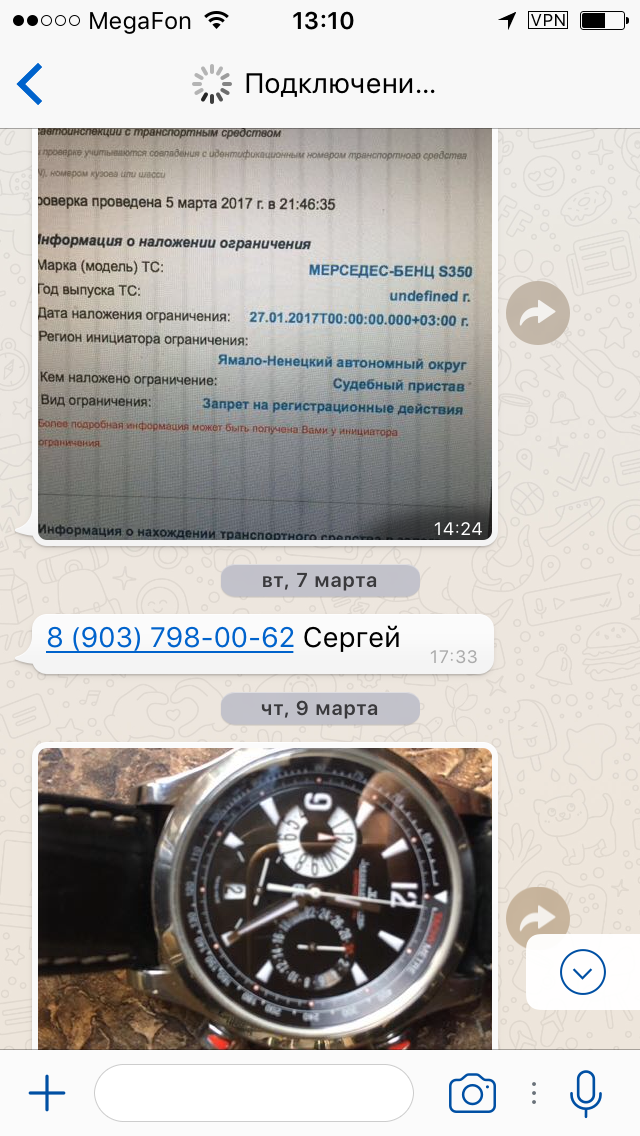 MegaFon 13:10 VPN
Подключени...
автоинспекции с транспортным средством
проверке учитываются совпадения с идентификационным номером транспортного средства
N), номером кузова или шасси
роверка проведена 5 марта 2017 г. в 21:46:35
Информация о наложении ограничения
Марка (модель) ТС: МЕРСЕДЕС-БЕНЦ S350
Год выпуска ТС: undefined г.
Дата наложения ограничения: 27.01.2017T00:00:00.000+03:00 г.
Регион инициатора ограничения:
Ямало-Ненецкий автономный округ
Кем наложено ограничение: Судебный пристав
Вид ограничения: Запрет на регистрационные действия
Более подробная информация может быть получена Вами у инициатора
ограничения.
Информация о нахождении транспортного средства в
14:24
вт, 7 марта
8 (903) 798-00-62 Сергей
17:33
чт, 9 марта
9
12
2